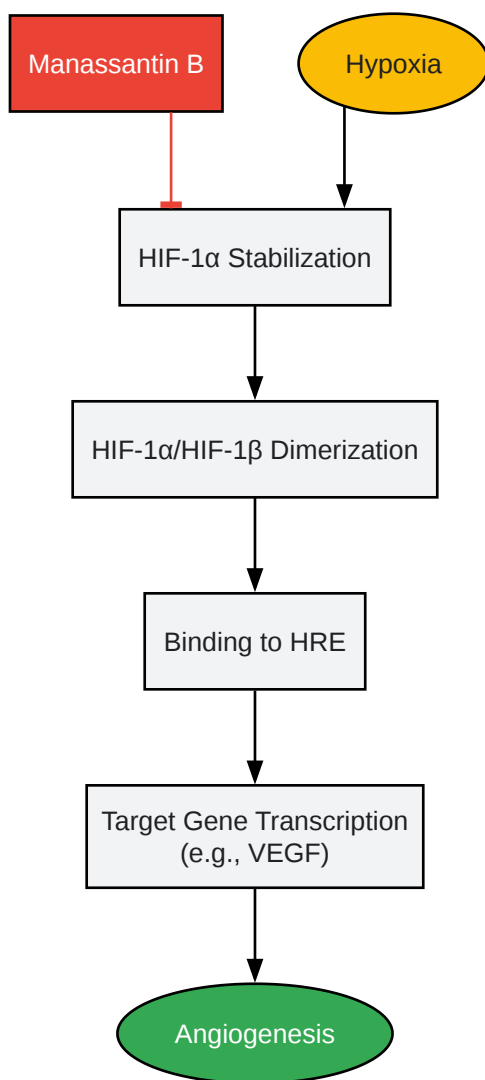 Manassantin B
Hypoxia
HIF-1α Stabilization
HIF-1α/HIF-1β Dimerization
Binding to HRE
Target Gene Transcription
(e.g., VEGF)
Angiogenesis